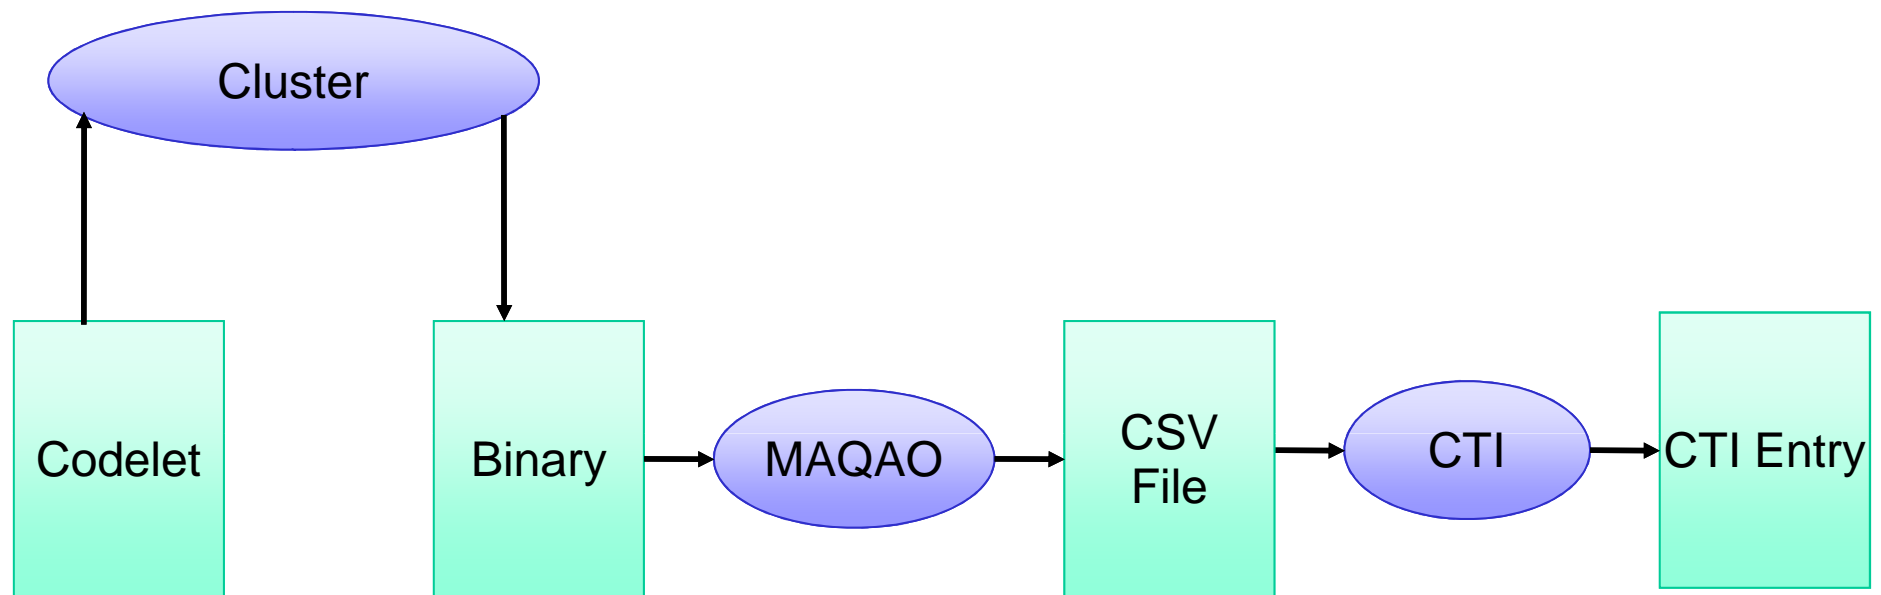 Cluster
Codelet
Binary
MAQAO
CSV
File
CTI
CTI Entry